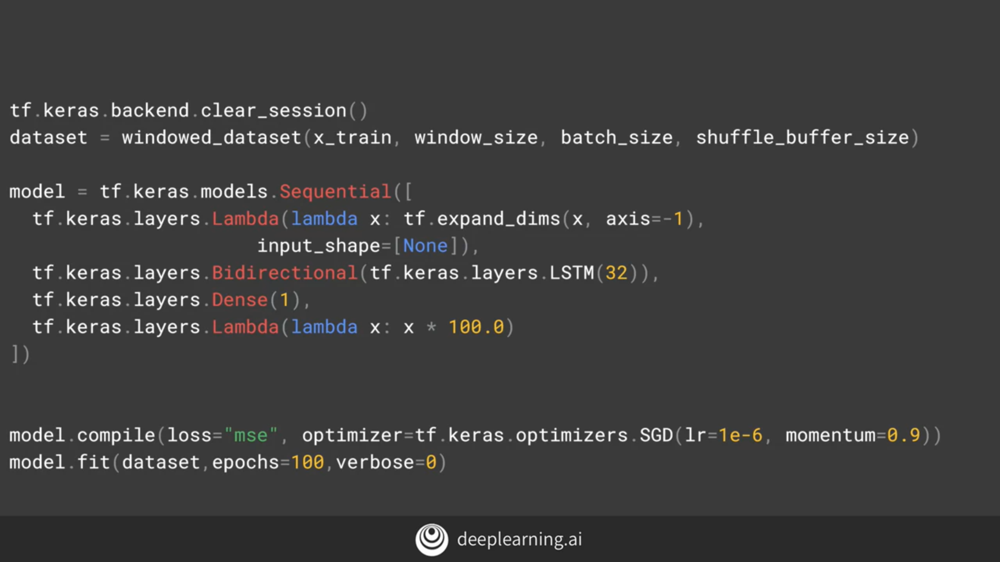 tf.keras.backend.clear_session()
dataset = windowed_dataset(x_train, window_size, batch_size, shuffle_buffer_size)
model = tf.keras.models.Sequential([
  tf.keras.layers.Lambda(lambda x: tf.expand_dims(x, axis=-1),
                      input_shape=[None]),
  tf.keras.layers.Bidirectional(tf.keras.layers.LSTM(32)),
  tf.keras.layers.Dense(1),
  tf.keras.layers.Lambda(lambda x: x * 100.0)
])
model.compile(loss="mse", optimizer=tf.keras.optimizers.SGD(lr=1e-6, momentum=0.9))
model.fit(dataset,epochs=100,verbose=0)
deeplearning.ai